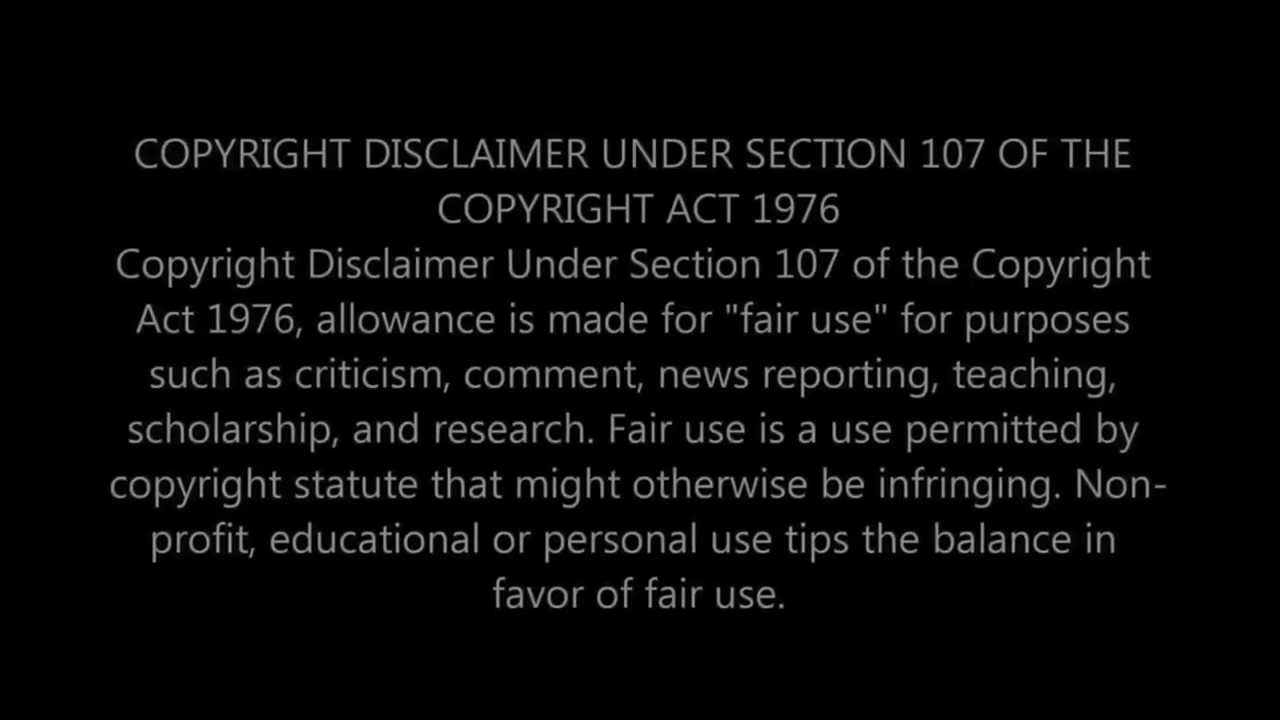 COPYRIGHT DISCLAIMER UNDER SECTION 107 OF THE
COPYRIGHT ACT 1976
Copyright Disclaimer Under Section 107 of the Copyright
Act 1976, allowance is made for "fair use" for purposes
such as criticism, comment, news reporting, teaching,
scholarship, and research. Fair use is a use permitted by
copyright statute that might otherwise be infringing. Non-
profit, educational or personal use tips the balance in
favor of fair use.